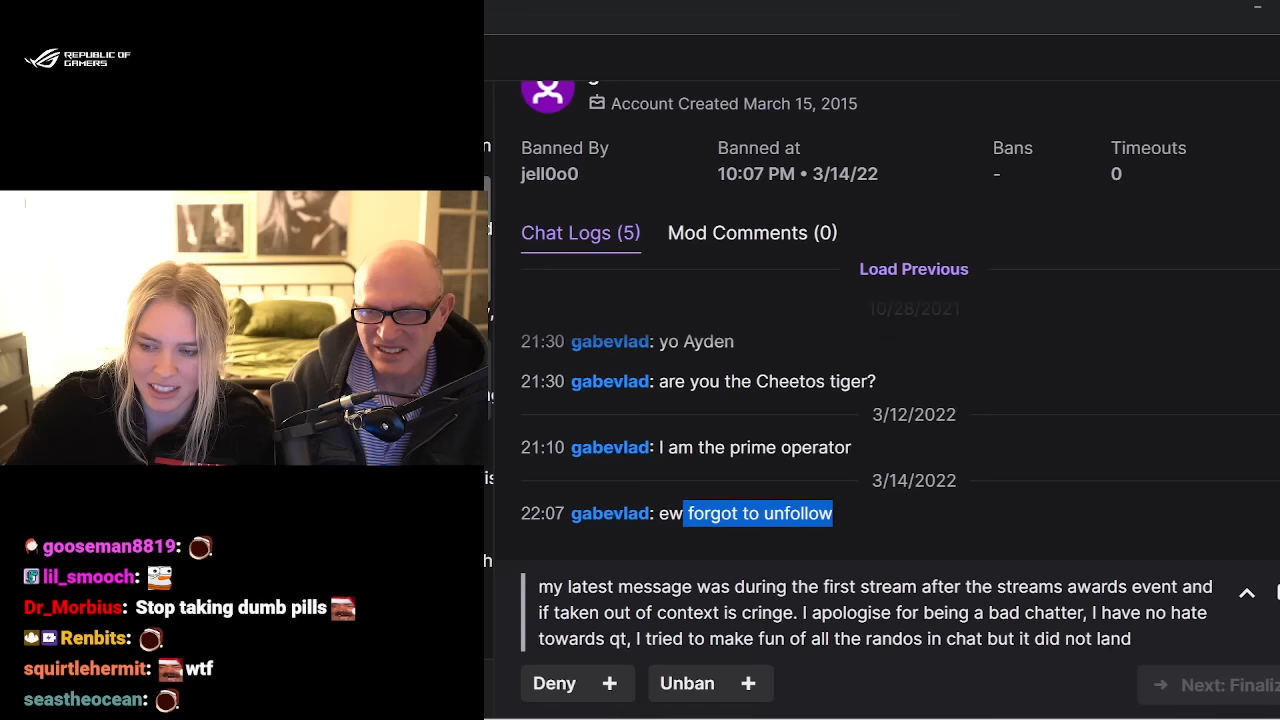 REPUBLIC OF
GAMERS
Account Created March 15, 2015
Banned By
Banned at
Bans
Timeouts
jell0o0
10:07 PM • 3/14/22
-
0
Chat Logs (5)
Mod Comments (0)
Load Previous
10/28/2021
21:30 gabevlad: yo Ayden
21:30 gabevlad: are you the Cheetos tiger?
3/12/2022
21:10 gabevlad: I am the prime operator
3/14/2022
22:07 gabevlad: ew forgot to unfollow
my latest message was during the first stream after the streams awards event and
if taken out of context is cringe. I apologise for being a bad chatter, I have no hate
towards qt, I tried to make fun of all the randos in chat but it did not land
Deny +
Unban +
→ Next: Finaliz
gooseman8819:
lil_smooch:
Dr_Morbius: Stop taking dumb pills
Renbits:
squirtlehermit: wtf
seastheocean: